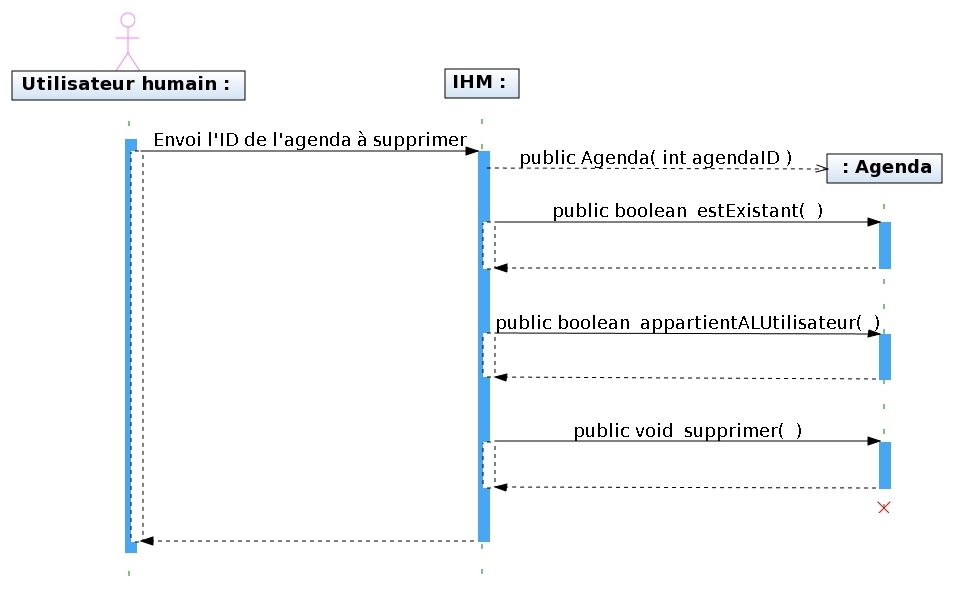 Utilisateur humain :
IHM :
Envoi l'ID de l'agenda à supprimer
public Agenda( int agendaID )
: Agenda
public boolean  estExistant(  )
public boolean  appartientALUtilisateur(  )
public void  supprimer(  )